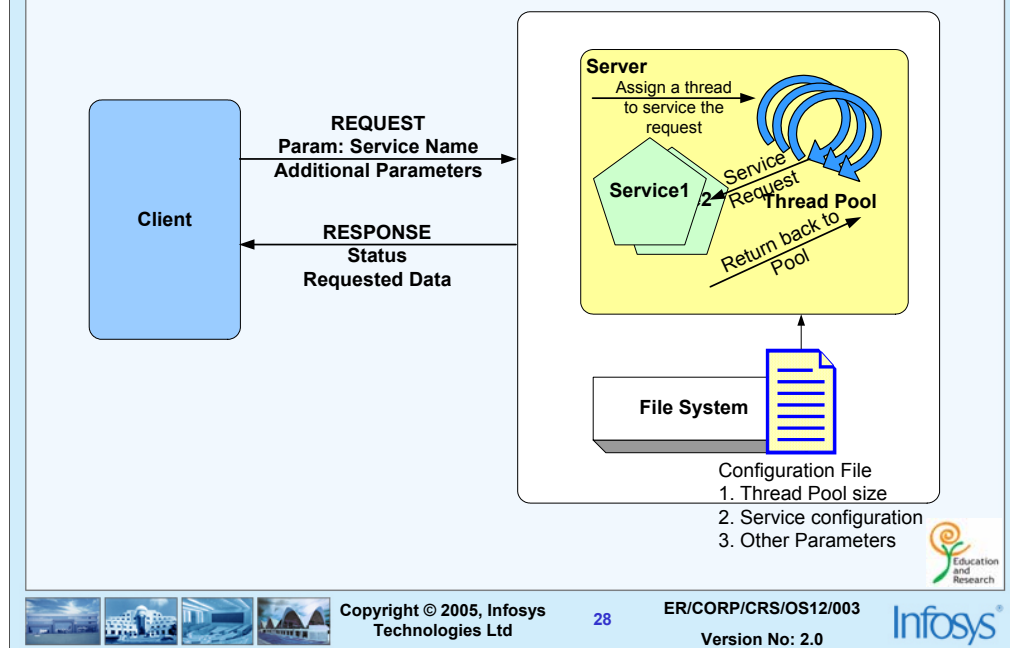 Server
Assign a thread
to service the
request
REQUEST
Param: Service Name
Additional Parameters
Client
RESPONSE
Status
Requested Data
Service1
2
Service
Request
Thread Pool
Return back to
Pool
File System
Configuration File
1. Thread Pool size
2. Service configuration
3. Other Parameters
Education
and
Research
Copyright © 2005, Infosys
Technologies Ltd
28
ER/CORP/CRS/OS12/003
Version No: 2.0
Infosys®